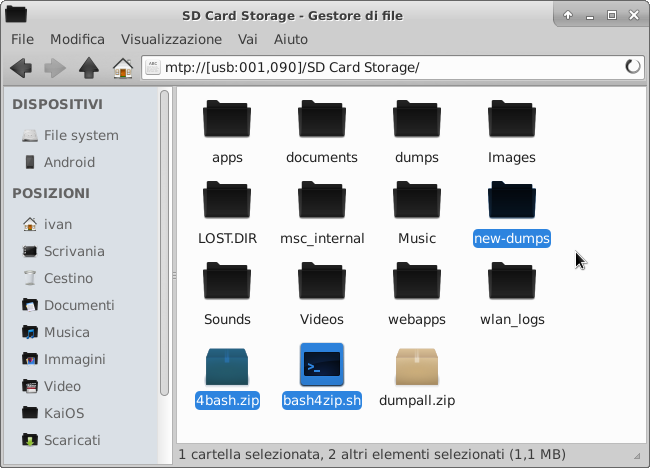 SD Card Storage - Gestore di file
File Modifica Visualizzazione Vai Aiuto
mtp://[usb:001,090]/SD Card Storage/
DISPOSITIVI
File system
Android
POSIZIONI
ivan
Scrivania
Cestino
Documenti
Musica
Immagini
Video
KaiOS
Scaricati
apps documents dumps Images
LOST.DIR msc_internal Music new-dumps
Sounds Videos webapps wlan_logs
4bash.zip bash4zip.sh dumpall.zip
1 cartella selezionata, 2 altri elementi selezionati (1,1 MB)